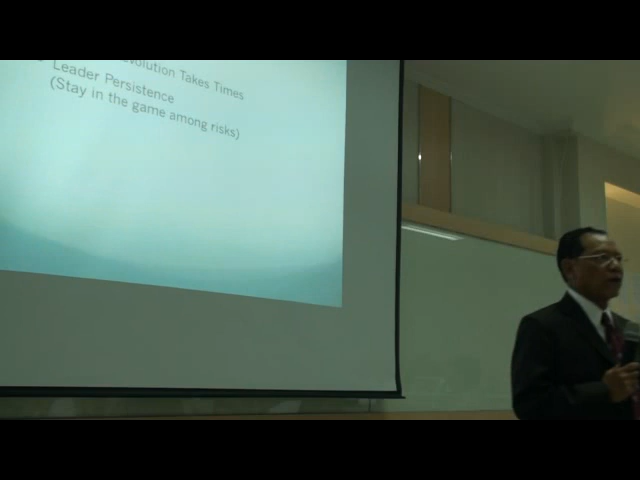 volution Takes Times
Leader Persistence
(Stay in the game among risks)